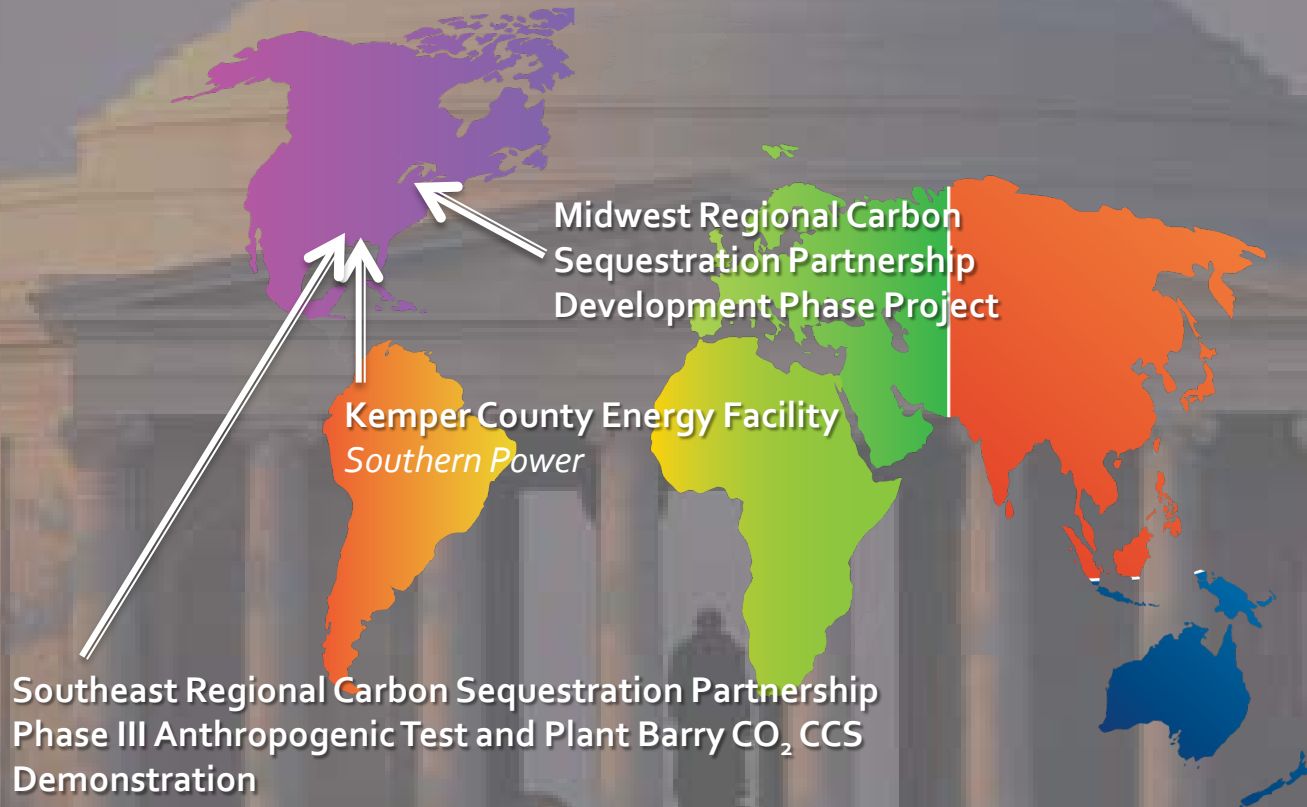 Midwest Regional Carbon
Sequestration Partnership
Development Phase Project
Kemper County Energy Facility
Southern Power
Southeast Regional Carbon Sequestration Partnership
Phase III Anthropogenic Test and Plant Barry CO₂ CCS
Demonstration